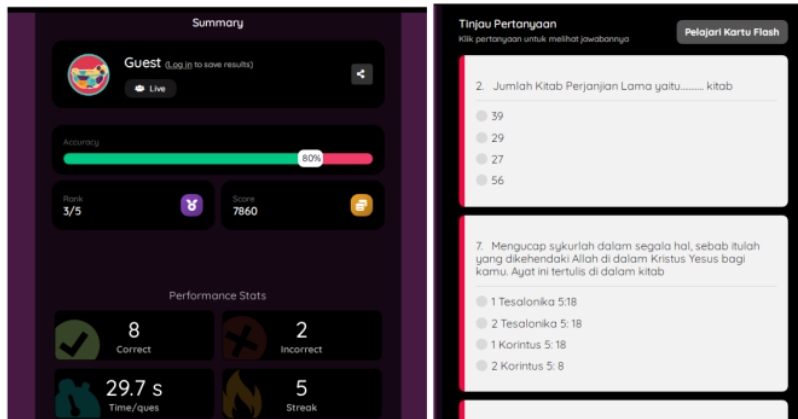 Summary
Guest (Log in to save results)
Live
Accuracy
80%
Rank
3/5
Score
7860
Performance Stats
8
Correct
2
Incorrect
29.7 s
Time/ques
5
Streak
Tinjau Pertanyaan
Klik pertanyaan untuk melihat jawabannya
Pelajari Kartu Flash
2. Jumlah Kitab Perjanjian Lama yaitu......... kitab
39
29
27
56
7. Mengucap sykurlah dalam segala hal, sebab itulah
yang dikehendaki Allah di dalam Kristus Yesus bagi
kamu. Ayat ini tertulis di dalam kitab
1 Tesalonika 5:18
2 Tesalonika 5: 18
1 Korintus 5: 18
2 Korintus 5: 8